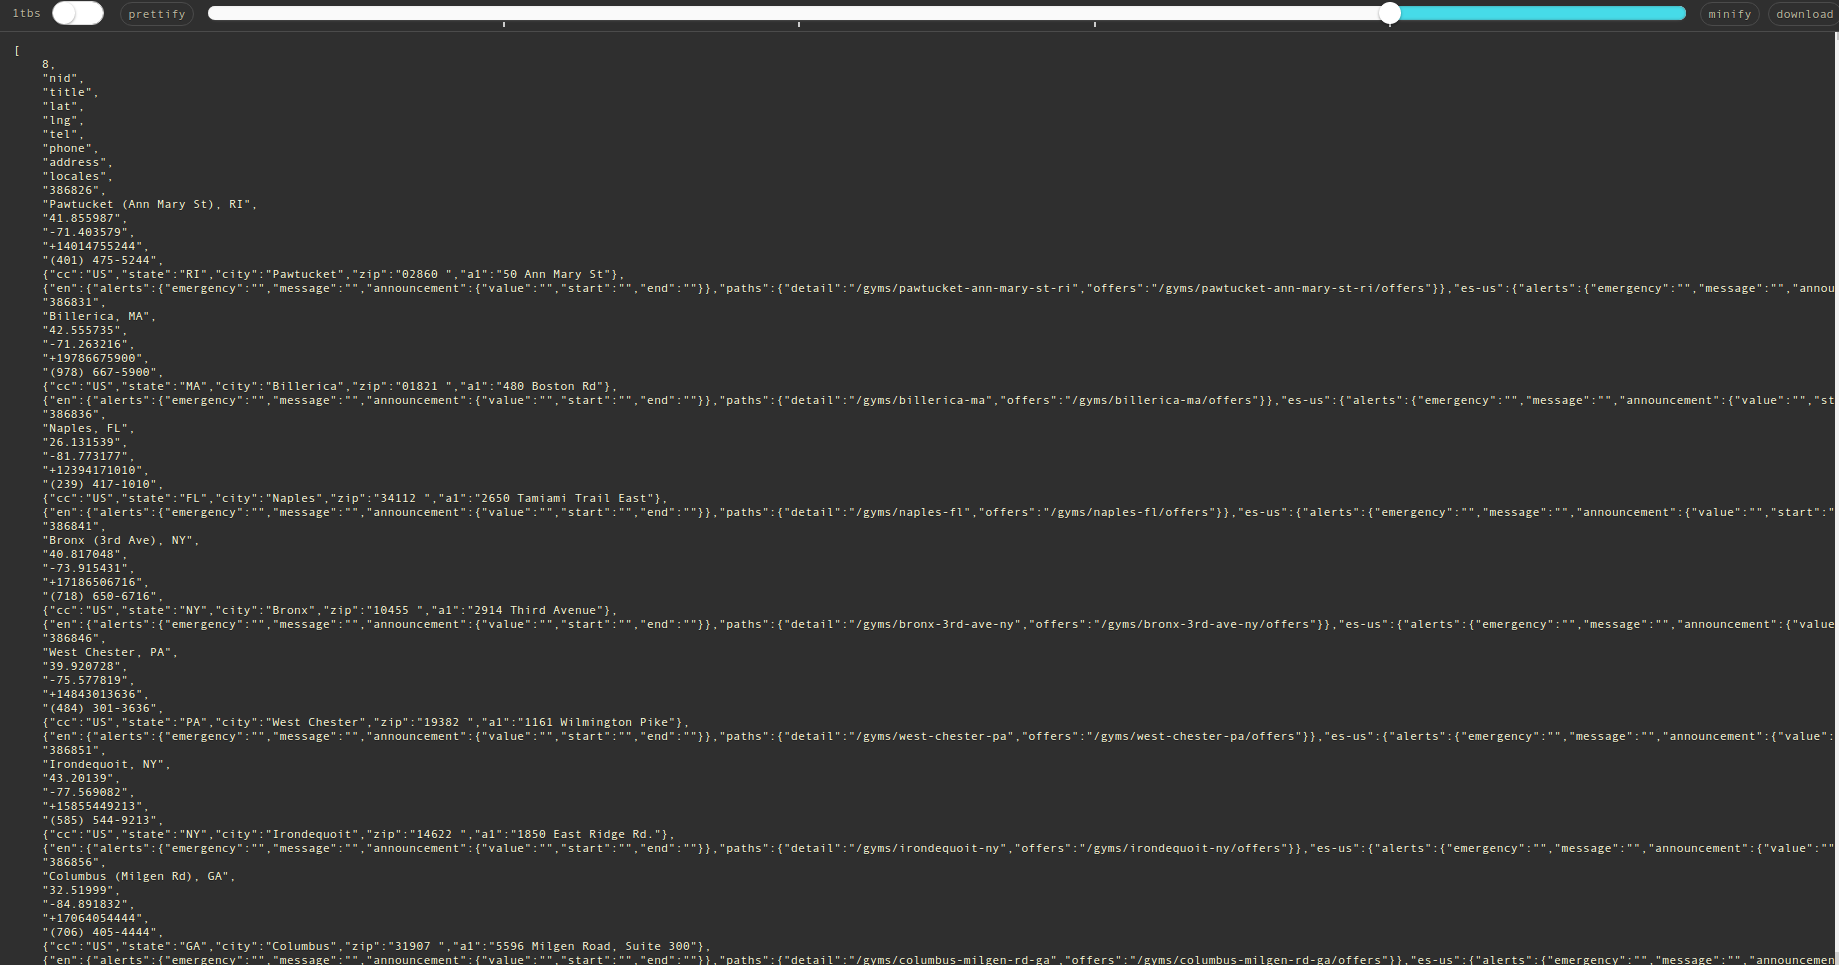 1tbs prettify minify download
[
8,
"nid",
"title",
"lat",
"lng",
"tel",
"phone",
"address",
"locales",
"386826",
"Pawtucket (Ann Mary St), RI",
"41.855987",
"-71.403579",
"+14014755244",
"(401) 475-5244",
{"cc":"US","state":"RI","city":"Pawtucket","zip":"02860 ","a1":"50 Ann Mary St"},
{"en":{"alerts":{"emergency":"","message":"","announcement":{"value":"","start":"","end":""}},"paths":{"detail":"/gyms/pawtucket-ann-mary-st-ri","offers":"/gyms/pawtucket-ann-mary-st-ri/offers"}},"es-us":{"alerts":{"emergency":"","message":"","annou
"386831",
"Billerica, MA",
"42.555735",
"-71.263216",
"+19786675900",
"(978) 667-5900",
{"cc":"US","state":"MA","city":"Billerica","zip":"01821 ","a1":"480 Boston Rd"},
{"en":{"alerts":{"emergency":"","message":"","announcement":{"value":"","start":"","end":""}},"paths":{"detail":"/gyms/billerica-ma","offers":"/gyms/billerica-ma/offers"}},"es-us":{"alerts":{"emergency":"","message":"","announcement":{"value":"","st
"386836",
"Naples, FL",
"26.131539",
"-81.773177",
"+12394171010",
"(239) 417-1010",
{"cc":"US","state":"FL","city":"Naples","zip":"34112 ","a1":"2650 Tamiami Trail East"},
{"en":{"alerts":{"emergency":"","message":"","announcement":{"value":"","start":"","end":""}},"paths":{"detail":"/gyms/naples-fl","offers":"/gyms/naples-fl/offers"}},"es-us":{"alerts":{"emergency":"","message":"","announcement":{"value":"","start":"
"386841",
"Bronx (3rd Ave), NY",
"40.817048",
"-73.915431",
"+17186506716",
"(718) 650-6716",
{"cc":"US","state":"NY","city":"Bronx","zip":"10455 ","a1":"2914 Third Avenue"},
{"en":{"alerts":{"emergency":"","message":"","announcement":{"value":"","start":"","end":""}},"paths":{"detail":"/gyms/bronx-3rd-ave-ny","offers":"/gyms/bronx-3rd-ave-ny/offers"}},"es-us":{"alerts":{"emergency":"","message":"","announcement":{"value
"386846",
"West Chester, PA",
"39.920728",
"-75.577819",
"+14843013636",
"(484) 301-3636",
{"cc":"US","state":"PA","city":"West Chester","zip":"19382 ","a1":"1161 Wilmington Pike"},
{"en":{"alerts":{"emergency":"","message":"","announcement":{"value":"","start":"","end":""}},"paths":{"detail":"/gyms/west-chester-pa","offers":"/gyms/west-chester-pa/offers"}},"es-us":{"alerts":{"emergency":"","message":"","announcement":{"value":
"386851",
"Irondequoit, NY",
"43.20139",
"-77.569082",
"+15855449213",
"(585) 544-9213",
{"cc":"US","state":"NY","city":"Irondequoit","zip":"14622 ","a1":"1850 East Ridge Rd."},
{"en":{"alerts":{"emergency":"","message":"","announcement":{"value":"","start":"","end":""}},"paths":{"detail":"/gyms/irondequoit-ny","offers":"/gyms/irondequoit-ny/offers"}},"es-us":{"alerts":{"emergency":"","message":"","announcement":{"value":""
"386856",
"Columbus (Milgen Rd), GA",
"32.51999",
"-84.891832",
"+17064054444",
"(706) 405-4444",
{"cc":"US","state":"GA","city":"Columbus","zip":"31907 ","a1":"5596 Milgen Road, Suite 300"},
{"en":{"alerts":{"emergency":"","message":"","announcement":{"value":"","start":"","end":""}},"paths":{"detail":"/gyms/columbus-milgen-rd-ga","offers":"/gyms/columbus-milgen-rd-ga/offers"}},"es-us":{"alerts":{"emergency":"","message":"","announcemen